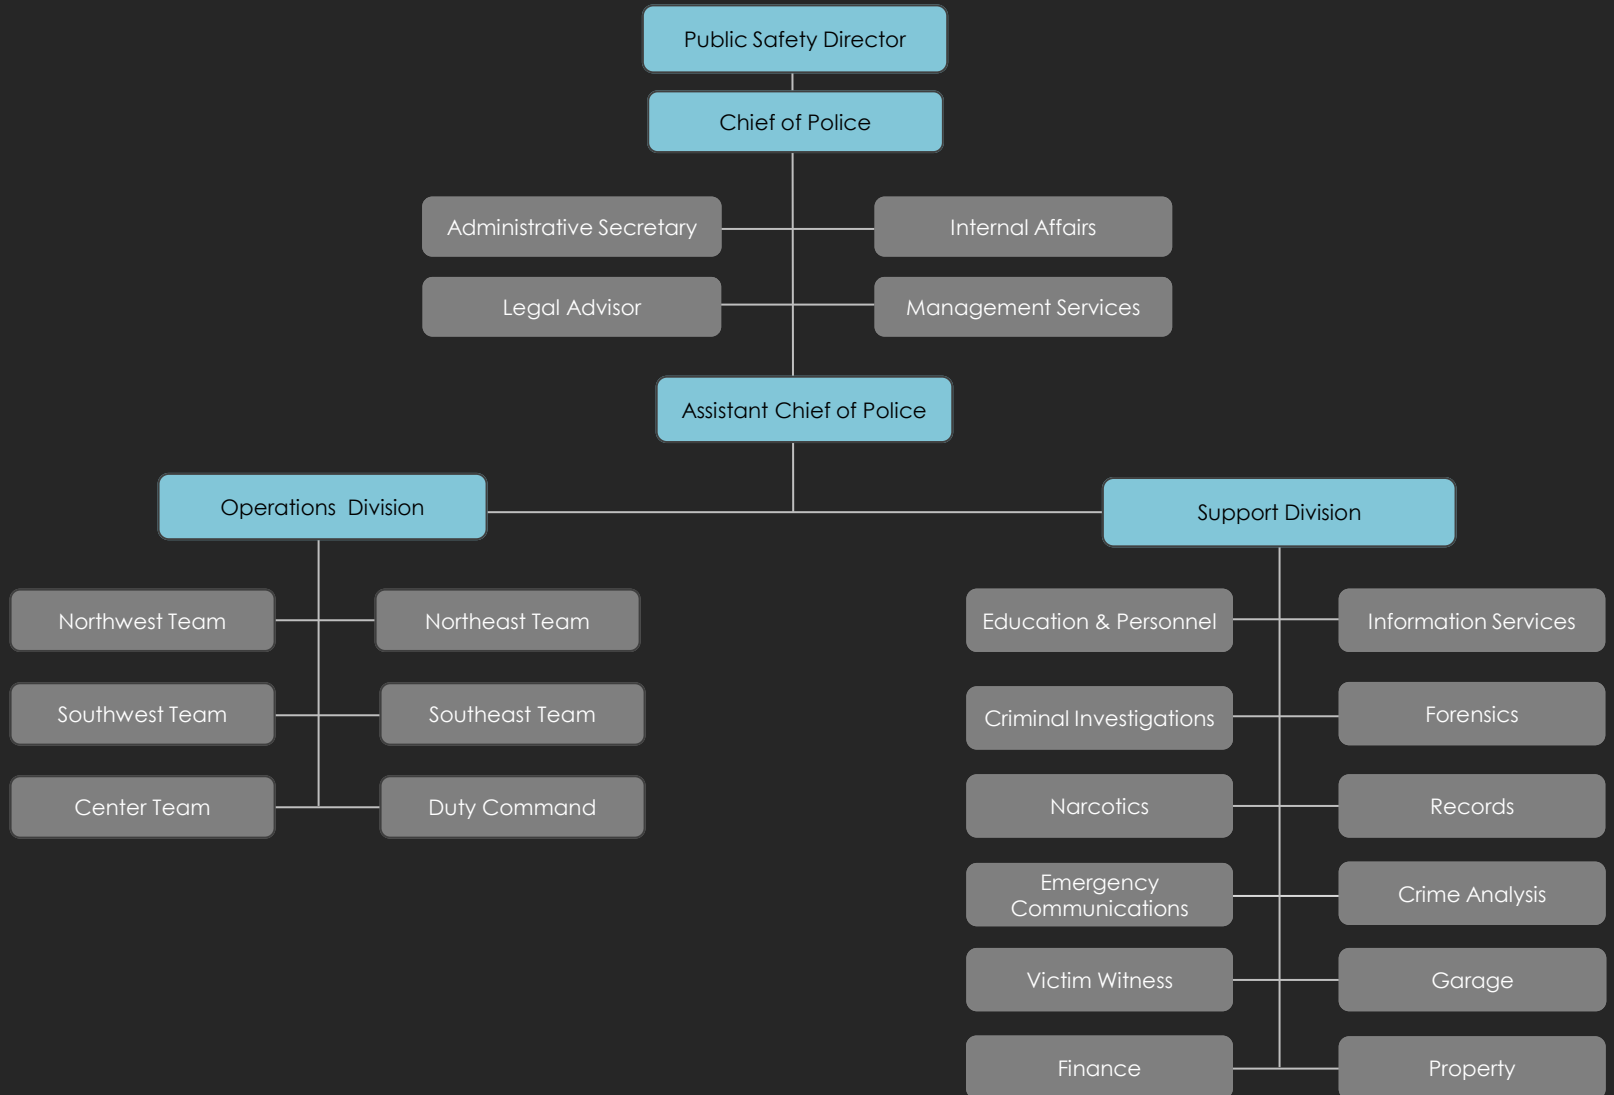 Public Safety Director
Chief of Police
Administrative Secretary
Internal Affairs
Legal Advisor
Management Services
Assistant Chief of Police
Operations Division
Support Division
Northwest Team
Northeast Team
Education & Personnel
Information Services
Southwest Team
Southeast Team
Criminal Investigations
Forensics
Center Team
Duty Command
Narcotics
Records
Emergency
Communications
Crime Analysis
Victim Witness
Garage
Finance
Property